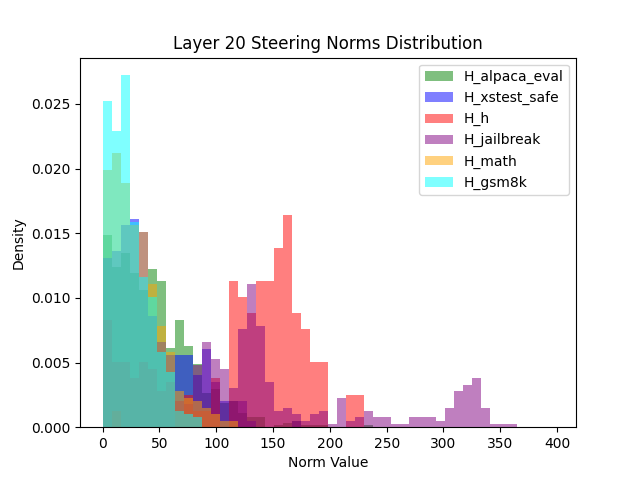 Layer 20 Steering Norms Distribution
H_alpaca_eval
H_xstest_safe
H_h
H_jailbreak
H_math
H_gsm8k
0.025
0.020
0.015
0.010
0.005
0.000
Density
0 50 100 150 200 250 300 350 400
Norm Value